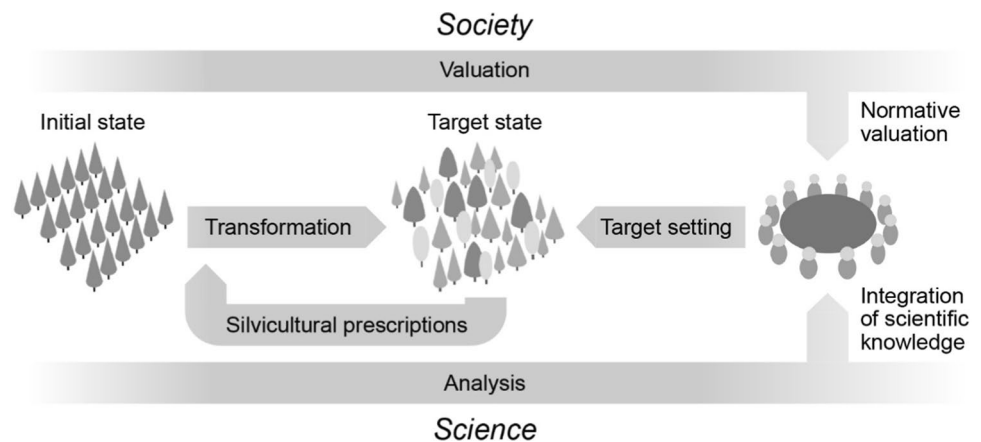 Society
Valuation
Initial state
Target state
Normative
valuation
Transformation
Target setting
Silvicultural prescriptions
Integration
of scientific
knowledge
Analysis
Science